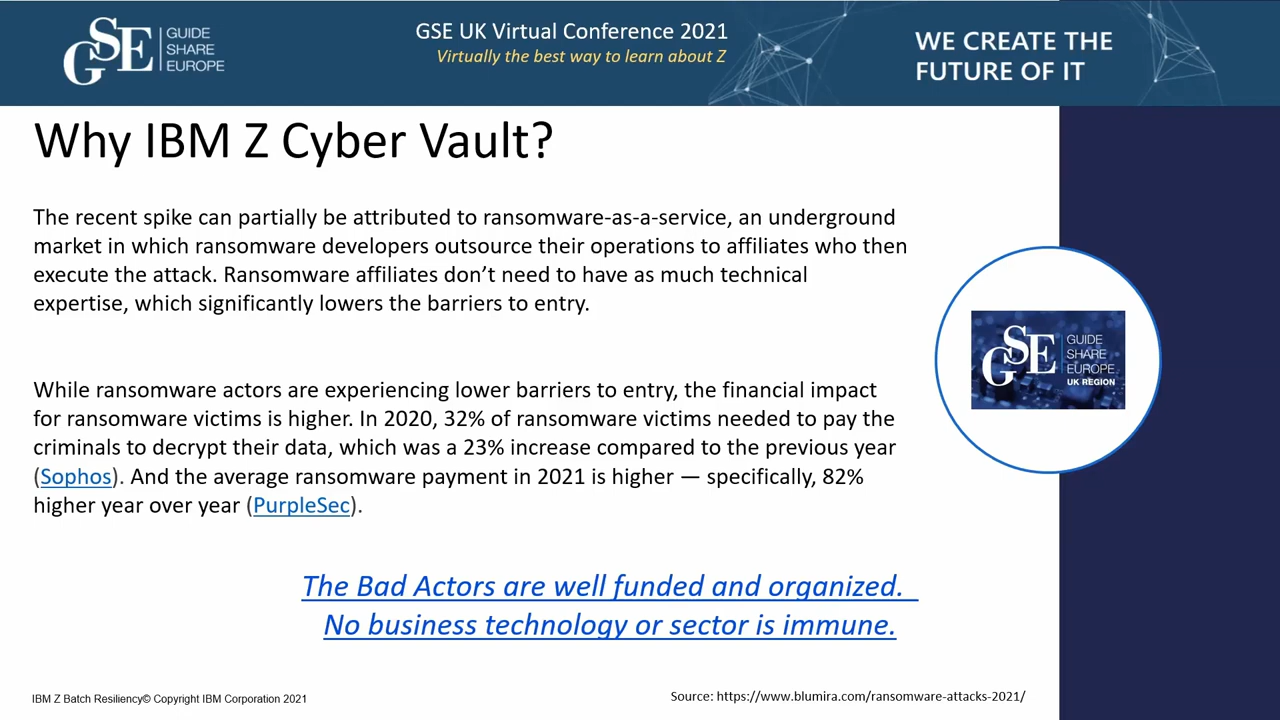 GSE GUIDE
SHARE
EUROPE
GSE UK Virtual Conference 2021
Virtually the best way to learn about Z
WE CREATE THE
FUTURE OF IT
Why IBM Z Cyber Vault?
The recent spike can partially be attributed to ransomware-as-a-service, an underground
market in which ransomware developers outsource their operations to affiliates who then
execute the attack. Ransomware affiliates don’t need to have as much technical
expertise, which significantly lowers the barriers to entry.
While ransomware actors are experiencing lower barriers to entry, the financial impact
for ransomware victims is higher. In 2020, 32% of ransomware victims needed to pay the
criminals to decrypt their data, which was a 23% increase compared to the previous year
(Sophos). And the average ransomware payment in 2021 is higher — specifically, 82%
higher year over year (PurpleSec).
The Bad Actors are well funded and organized.
No business technology or sector is immune.
GSE GUIDE
SHARE
EUROPE
UK REGION
IBM Z Batch Resiliency© Copyright IBM Corporation 2021
Source: https://www.blumira.com/ransomware-attacks-2021/